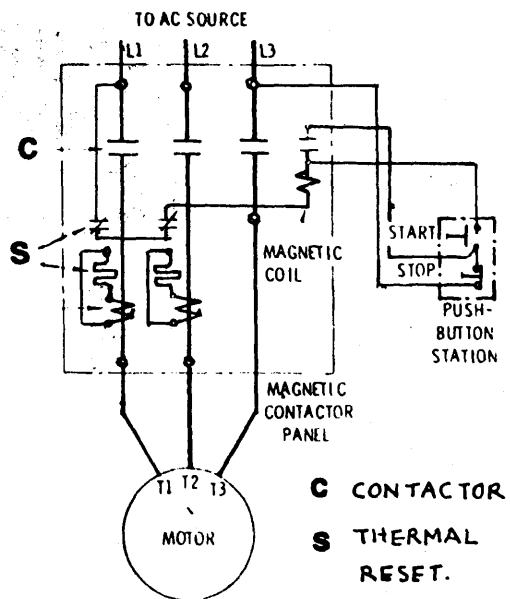 TO AC SOURCE
L1 L2 L3
C
S
START
STOP
MAGNETIC
COIL
PUSH-
BUTTON
STATION
MAGNETIC
CONTACTOR
PANEL
T1 T2 T3
MOTOR
C CONTACTOR
S THERMAL
RESET.